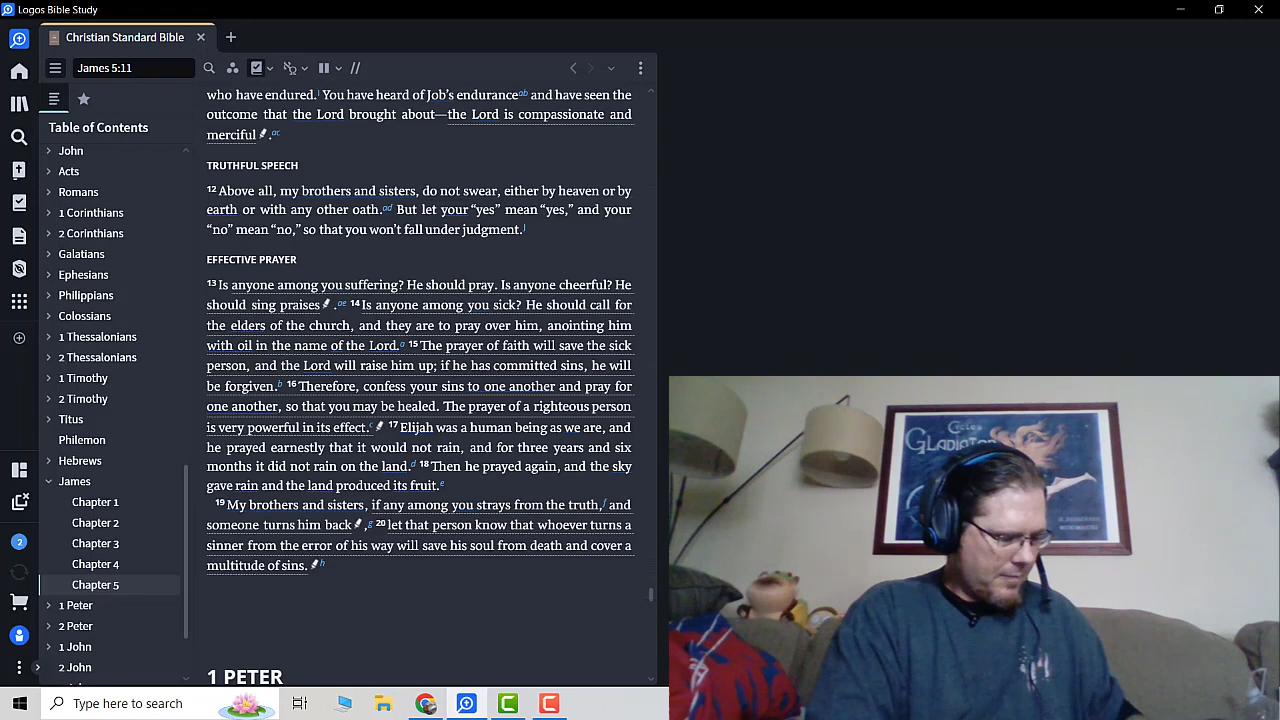 Logos Bible Study
Christian Standard Bible
James 5:11
Table of Contents
John
Acts
Romans
1 Corinthians
2 Corinthians
Galatians
Ephesians
Philippians
Colossians
1 Thessalonians
2 Thessalonians
1 Timothy
2 Timothy
Titus
Philemon
Hebrews
James
Chapter 1
Chapter 2
Chapter 3
Chapter 4
Chapter 5
1 Peter
2 Peter
1 John
2 John
2
who have endured. You have heard of Job’s endurance ab and have seen the
outcome that the Lord brought about—the Lord is compassionate and
merciful. ac
TRUTHFUL SPEECH
12 Above all, my brothers and sisters, do not swear, either by heaven or by
earth or with any other oath. ad But let your “yes” mean “yes,” and your
“no” mean “no,” so that you won’t fall under judgment. j
EFFECTIVE PRAYER
13 Is anyone among you suffering? He should pray. Is anyone cheerful? He
should sing praises. ae 14 Is anyone among you sick? He should call for
the elders of the church, and they are to pray over him, anointing him
with oil in the name of the Lord. a 15 The prayer of faith will save the sick
person, and the Lord will raise him up; if he has committed sins, he will
be forgiven. b 16 Therefore, confess your sins to one another and pray for
one another, so that you may be healed. The prayer of a righteous person
is very powerful in its effect. c 17 Elijah was a human being as we are, and
he prayed earnestly that it would not rain, and for three years and six
months it did not rain on the land. d 18 Then he prayed again, and the sky
gave rain and the land produced its fruit. e
19 My brothers and sisters, if any among you strays from the truth, f and
someone turns him back, g 20 let that person know that whoever turns a
sinner from the error of his way will save his soul from death and cover a
multitude of sins. h
1 PETER
Cycles
GLADIATOR
Type here to search